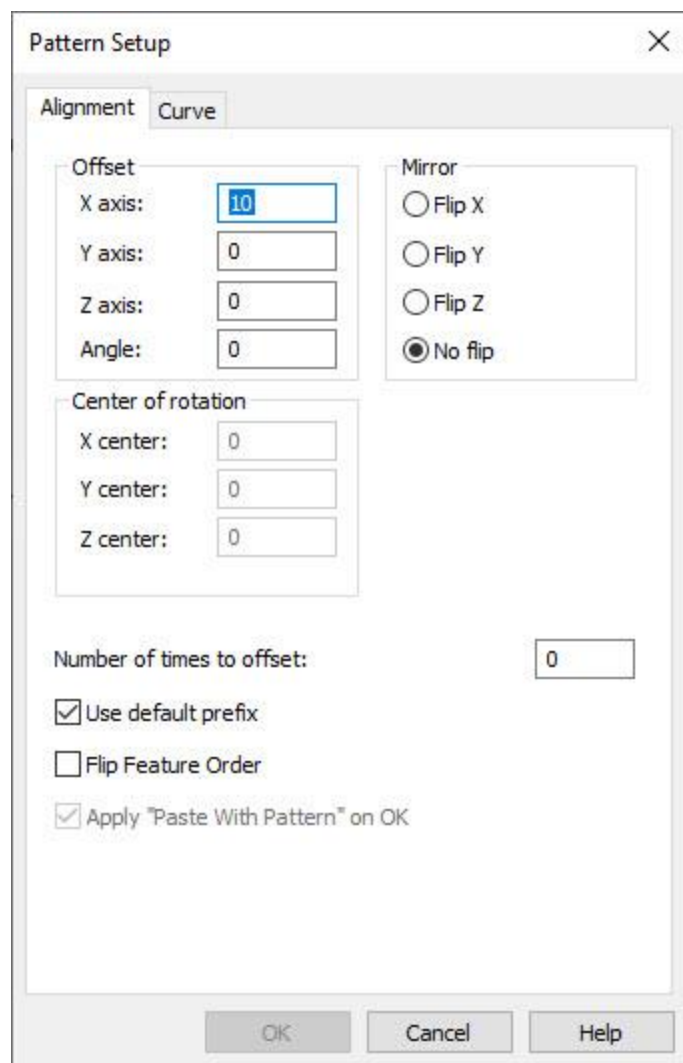 Pattern Setup
Alignment
Curve
Offset
X axis: 10
Y axis: 0
Z axis: 0
Angle: 0
Mirror
Flip X
Flip Y
Flip Z
No flip
Center of rotation
X center: 0
Y center: 0
Z center: 0
Number of times to offset: 0
Use default prefix
Flip Feature Order
Apply "Paste With Pattern" on OK
OK
Cancel
Help